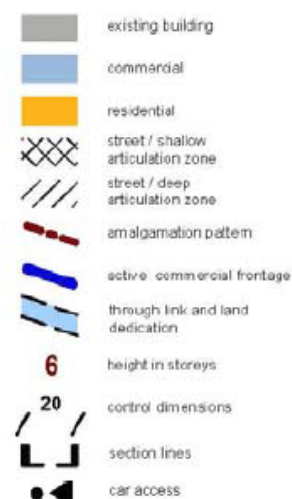 existing building
commercial
residential
street / shallow
articulation zone
street / deep
articulation zone
amalgamation pattern
active commercial frontage
through link and land
dedication
6
height in storeys
20
control dimensions
section lines
car access